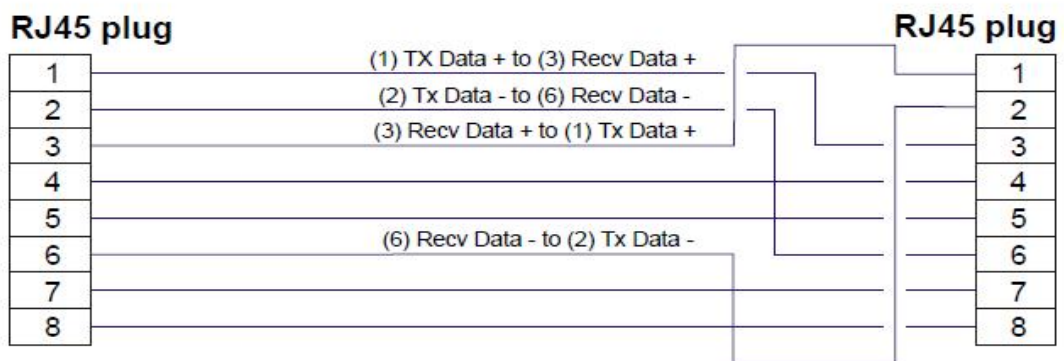 RJ45 plug
RJ45 plug
(1) TX Data + to (3) Recv Data +
1
1
(2) Tx Data - to (6) Recv Data -
2
2
(3) Recv Data + to (1) Tx Data +
3
3
4
4
5
5
(6) Recv Data - to (2) Tx Data -
6
6
7
7
8
8